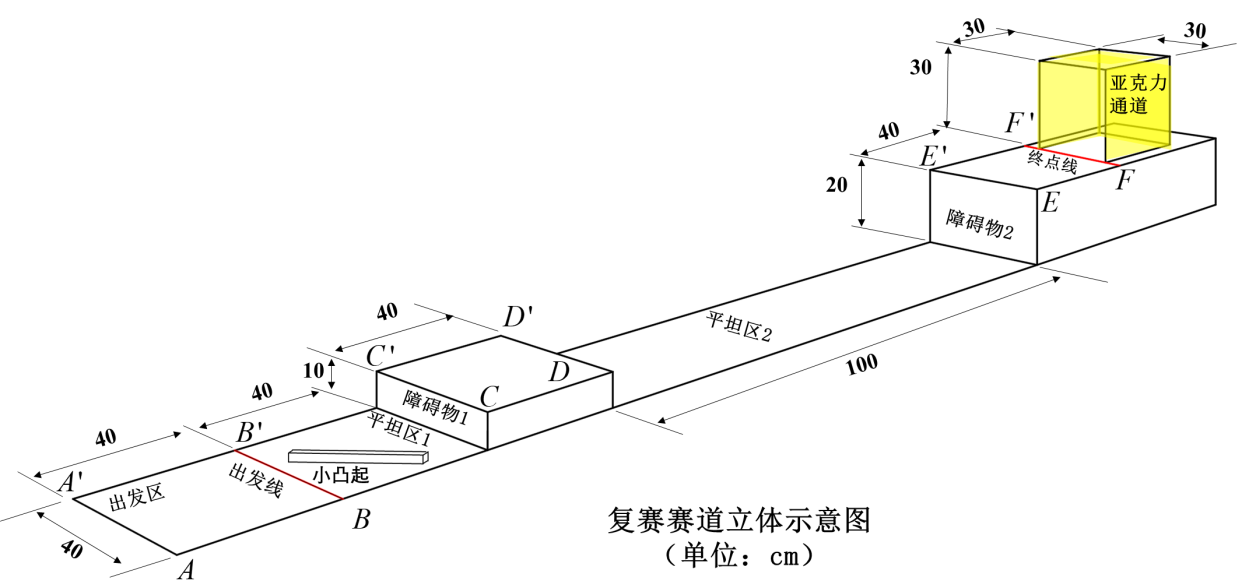 30
30
30
亚克力
通道
F'
40
E'
终点线
F
20
E
障碍物2
40
D'
平坦区2
C'
10
D
100
40
C
障碍物1
平坦区1
40
B'
小凸起
A'
出发区
出发线
B
40
A
复赛赛道立体示意图
（单位：cm）